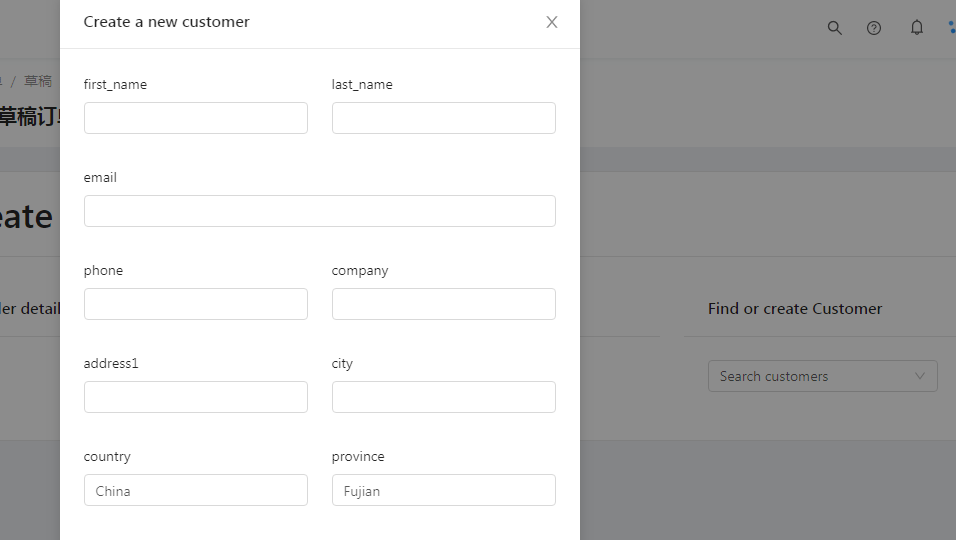 Create a new customer
first_name last_name
/ 草稿
草稿订单
email
eate
phone company
der detail
Find or create Customer
address1 city
Search customers
country province
China Fujian